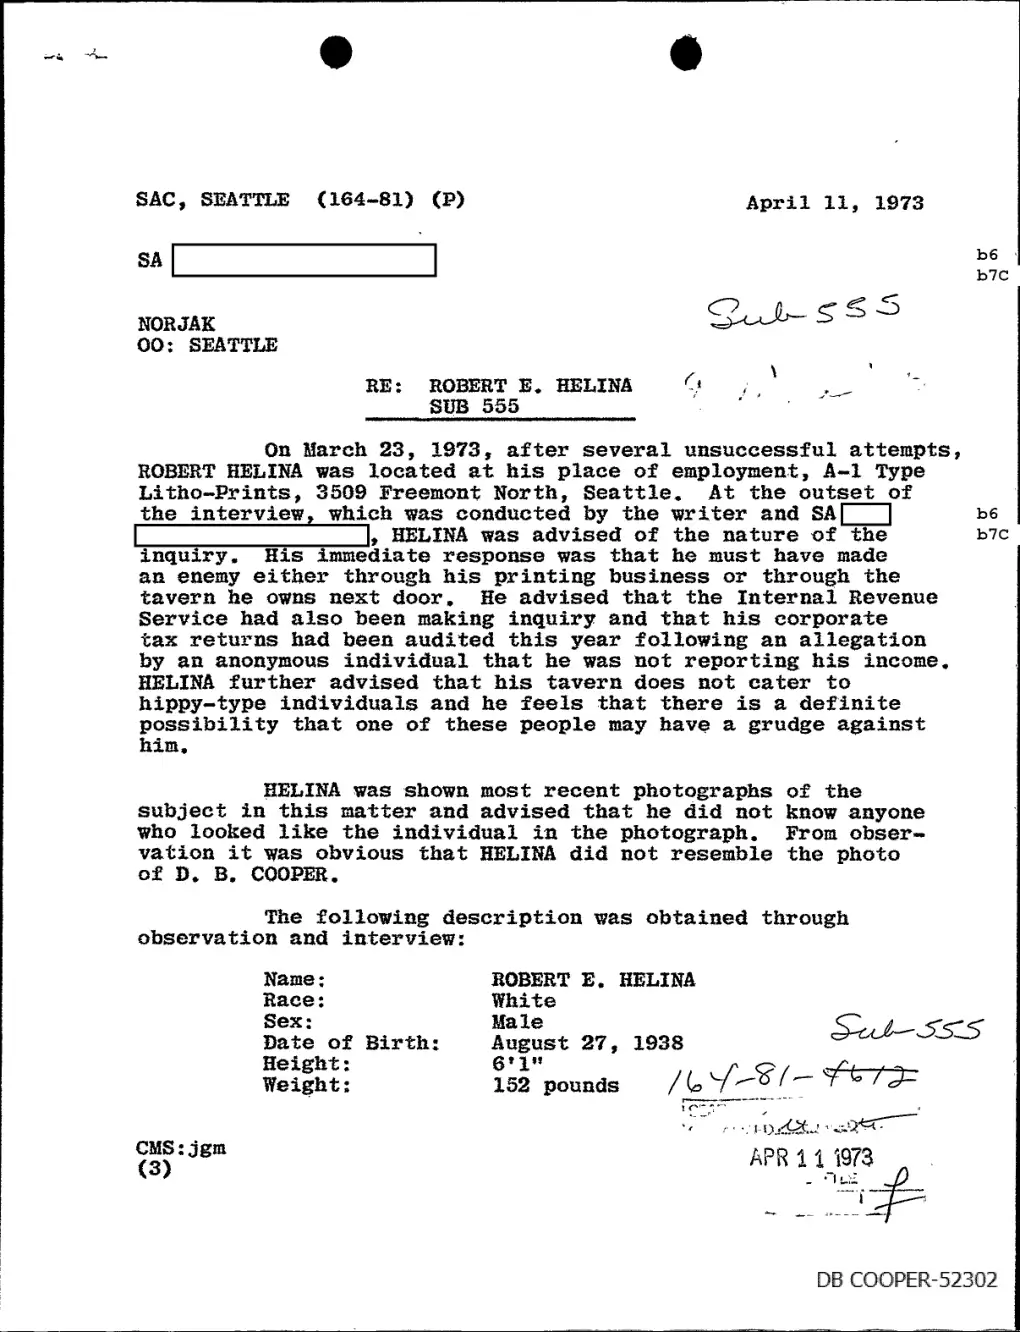 SAC, SEATTLE (164-81) (P)
April 11, 1973
SA
b6
b7C
Sub-555
NORJAK
OO: SEATTLE
RE: ROBERT E. HELINA
SUB 555
On March 23, 1973, after several unsuccessful attempts,
ROBERT HELINA was located at his place of employment, A-1 Type
Litho-Prints, 3509 Freemont North, Seattle. At the outset of
the interview, which was conducted by the writer and SA
b6
, HELINA was advised of the nature of the
b7C
inquiry. His immediate response was that he must have made
an enemy either through his printing business or through the
tavern he owns next door. He advised that the Internal Revenue
Service had also been making inquiry and that his corporate
tax returns had been audited this year following an allegation
by an anonymous individual that he was not reporting his income.
HELINA further advised that his tavern does not cater to
hippy-type individuals and he feels that there is a definite
possibility that one of these people may have a grudge against
him.
HELINA was shown most recent photographs of the
subject in this matter and advised that he did not know anyone
who looked like the individual in the photograph. From obser-
vation it was obvious that HELINA did not resemble the photo
of D. B. COOPER.
The following description was obtained through
observation and interview:
Name: ROBERT E. HELINA
Race: White
Sex: Male
Date of Birth: August 27, 1938
Height: 6'1"
Weight: 152 pounds
Sub-555
164-81-
CMS:jgm
(3)
APR 11 1973
DB COOPER-52302